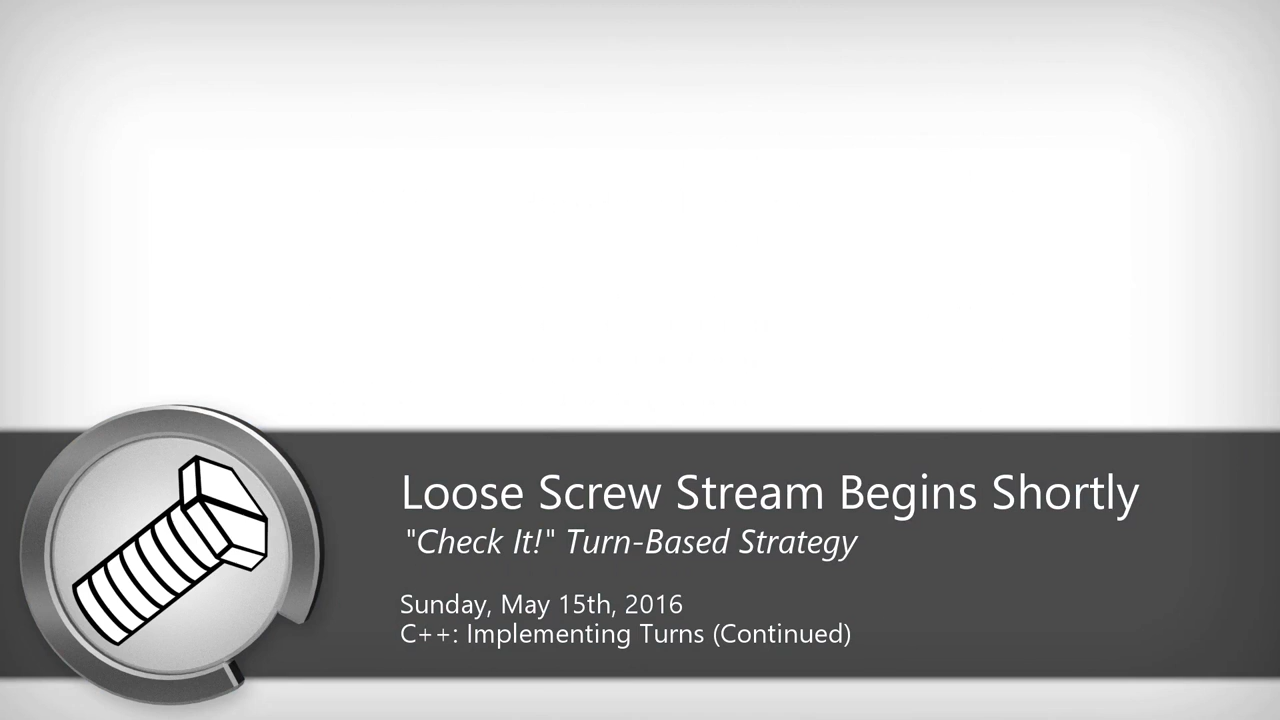 Loose Screw Stream Begins Shortly
"Check It!" Turn-Based Strategy
Sunday, May 15th, 2016
C++: Implementing Turns (Continued)